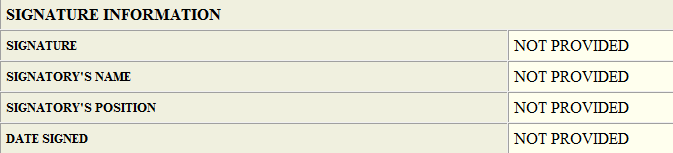 SIGNATURE INFORMATION
SIGNATURE NOT PROVIDED
SIGNATORY'S NAME NOT PROVIDED
SIGNATORY'S POSITION NOT PROVIDED
DATE SIGNED NOT PROVIDED